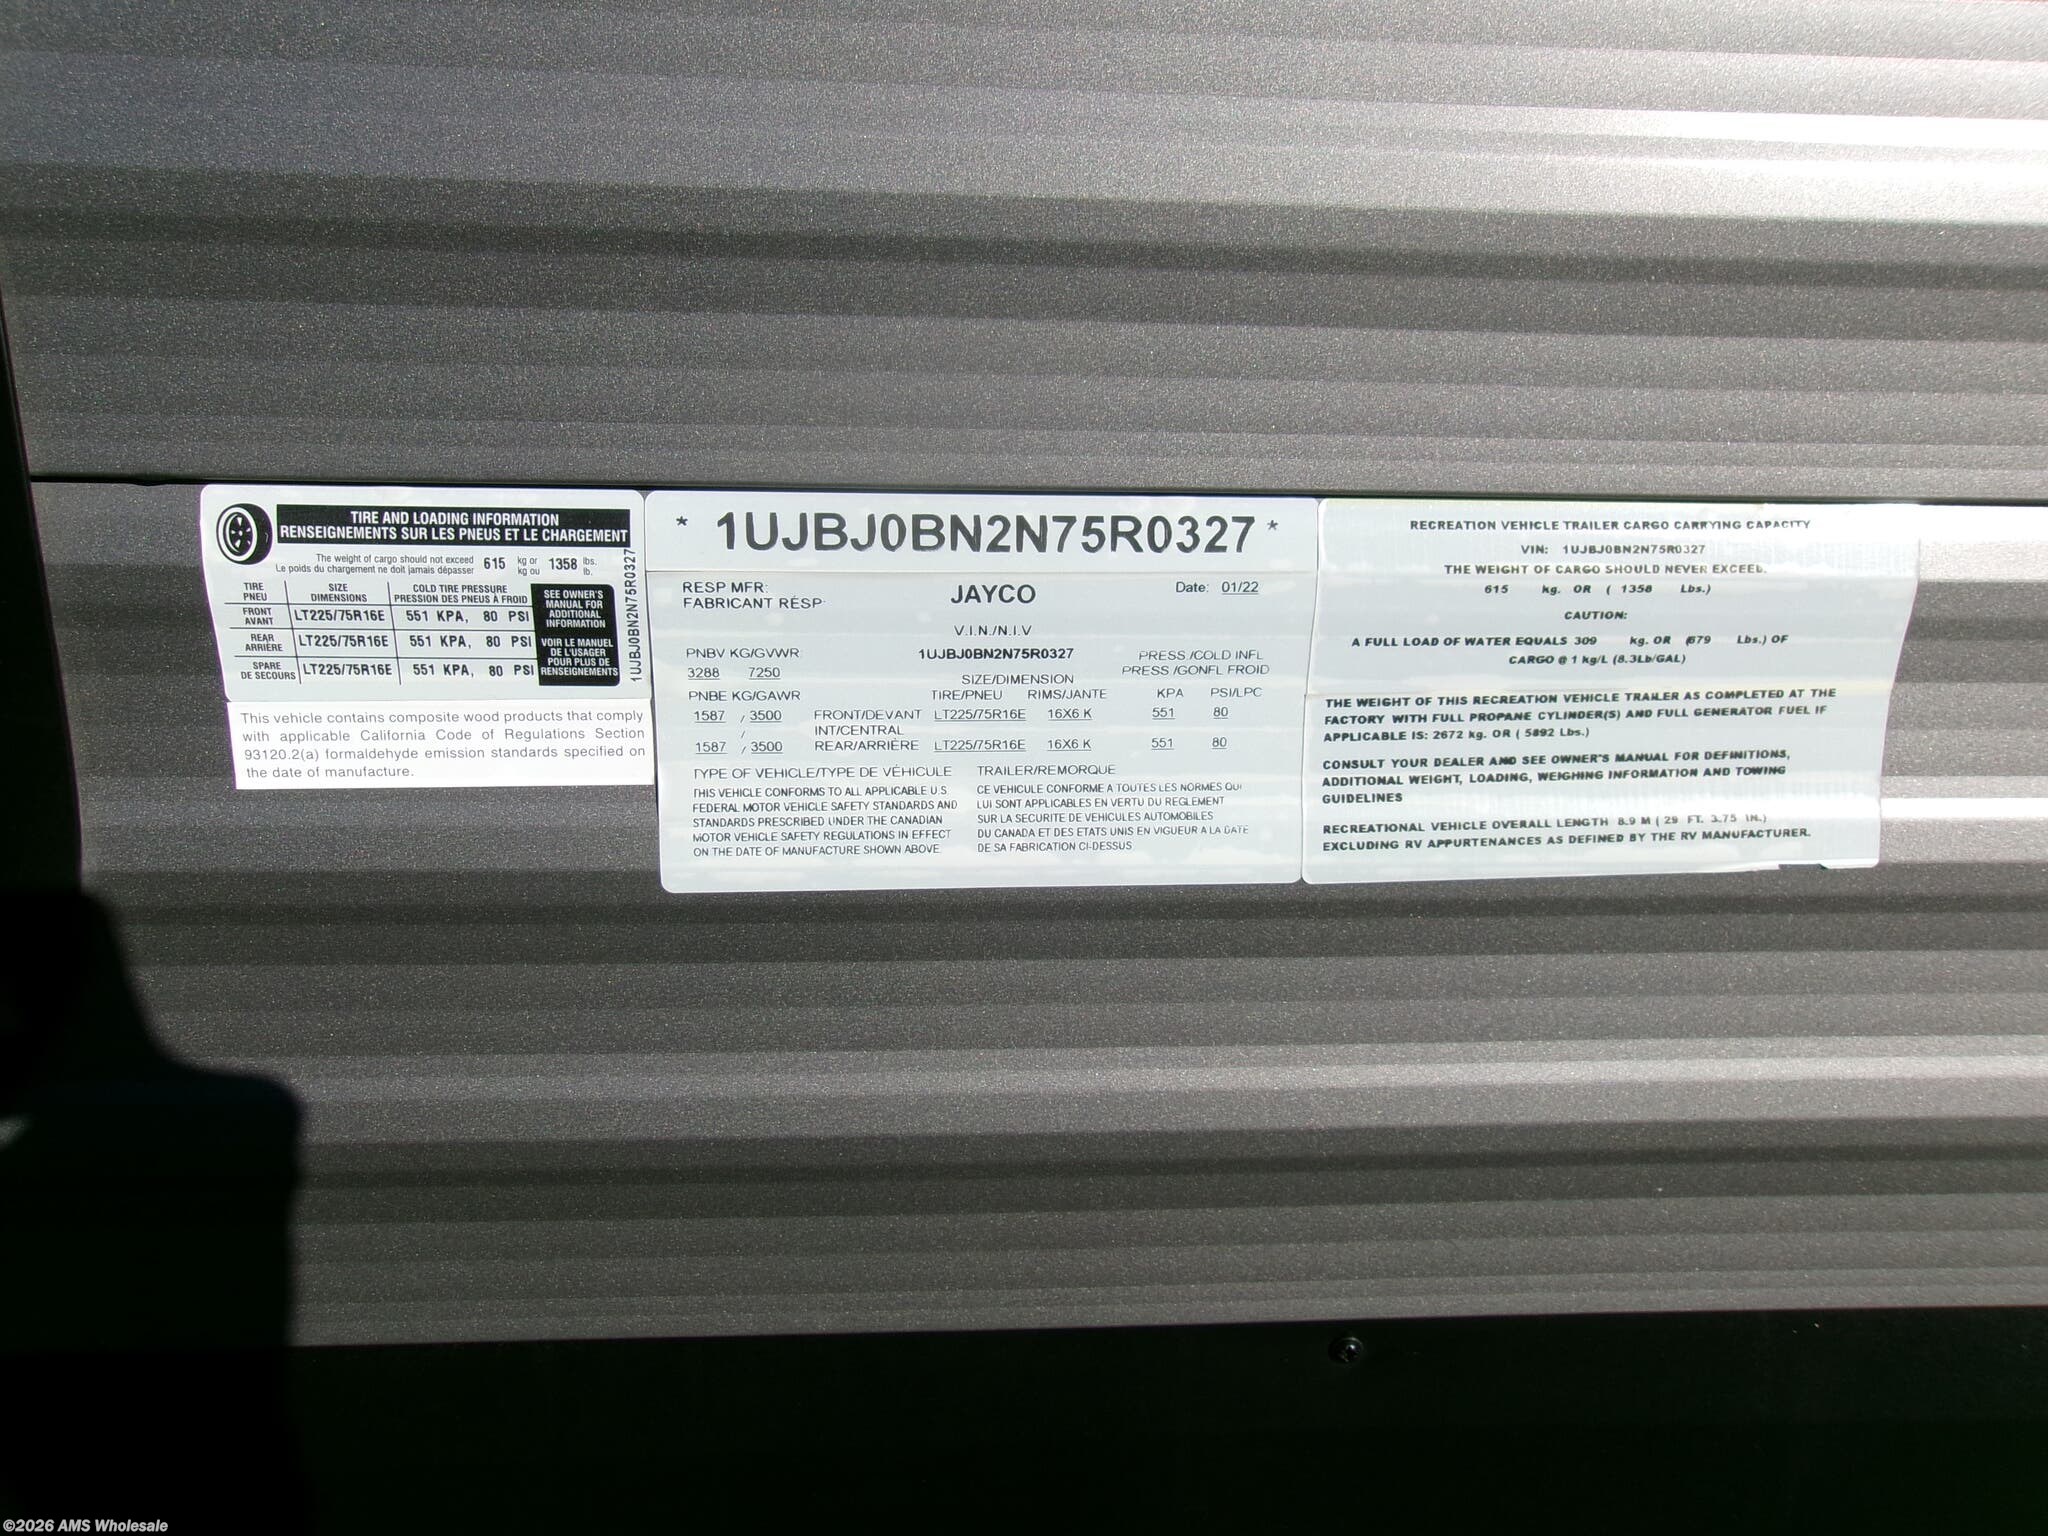 TIRE AND LOADING INFORMATION
RENSEIGNEMENTS SUR LES PNEUS ET LE CHARGEMENT
The weight of cargo should not exceed 615 kg or 1358 lbs.
Le poids du chargement ne doit jamais dépasser kg ou lb.
TIRE PNEU SIZE DIMENSIONS COLD TIRE PRESSURE PRESSION DES PNEUS À FROID
FRONT AVANT LT225/75R16E 551 KPA, 80 PSI
REAR ARRIÈRE LT225/75R16E 551 KPA, 80 PSI
SPARE DE SECOURS LT225/75R16E 551 KPA, 80 PSI
SEE OWNER'S
MANUAL FOR
ADDITIONAL
INFORMATION
VOIR LE MANUEL
DE L'USAGER
POUR PLUS DE
RENSEIGNEMENTS
1UJBJ0BN2N75R0327
This vehicle contains composite wood products that comply
with applicable California Code of Regulations Section
93120.2(a) formaldehyde emission standards specified on
the date of manufacture.
* 1UJBJ0BN2N75R0327 *
RESP MFR: JAYCO Date: 01/22
FABRICANT RÉSP:
V.I.N./N.I.V
PNBV KG/GVWR 1UJBJ0BN2N75R0327 PRESS./COLD INFL
3288 7250 SIZE/DIMENSION PRESS./GONFL FROID
PNBE KG/GAWR TIRE/PNEU RIMS/JANTE KPA PSI/LPC
1587 / 3500 FRONT/DEVANT LT225/75R16E 16X6 K 551 80
/ INT/CENTRAL
1587 / 3500 REAR/ARRIÈRE LT225/75R16E 16X6 K 551 80
TYPE OF VEHICLE/TYPE DE VÉHICULE TRAILER/REMORQUE
THIS VEHICLE CONFORMS TO ALL APPLICABLE U.S.
FEDERAL MOTOR VEHICLE SAFETY STANDARDS AND
STANDARDS PRESCRIBED UNDER THE CANADIAN
MOTOR VEHICLE SAFETY REGULATIONS IN EFFECT
ON THE DATE OF MANUFACTURE SHOWN ABOVE.
CE VEHICULE CONFORME A TOUTES LES NORMES QUI
LUI SONT APPLICABLES EN VERTU DU REGLEMENT
SUR LA SECURITE DE VEHICULES AUTOMOBILES
DU CANADA ET DES ETATS UNIS EN VIGUEUR A LA DATE
DE SA FABRICATION CI-DESSUS
RECREATION VEHICLE TRAILER CARGO CARRYING CAPACITY
VIN: 1UJBJ0BN2N75R0327
THE WEIGHT OF CARGO SHOULD NEVER EXCEED.
615 kg. OR ( 1358 Lbs.)
CAUTION:
A FULL LOAD OF WATER EQUALS 309 kg. OR (679 Lbs.) OF
CARGO @ 1 kg/L (8.3Lb/GAL)
THE WEIGHT OF THIS RECREATION VEHICLE TRAILER AS COMPLETED AT THE
FACTORY WITH FULL PROPANE CYLINDER(S) AND FULL GENERATOR FUEL IF
APPLICABLE IS: 2672 kg. OR ( 5892 Lbs.)
CONSULT YOUR DEALER AND SEE OWNER'S MANUAL FOR DEFINITIONS,
ADDITIONAL WEIGHT, LOADING, WEIGHING INFORMATION AND TOWING
GUIDELINES
RECREATIONAL VEHICLE OVERALL LENGTH 8.9 M ( 29 FT. 3.75 IN.)
EXCLUDING RV APPURTENANCES AS DEFINED BY THE RV MANUFACTURER.
©2026 AMS Wholesale